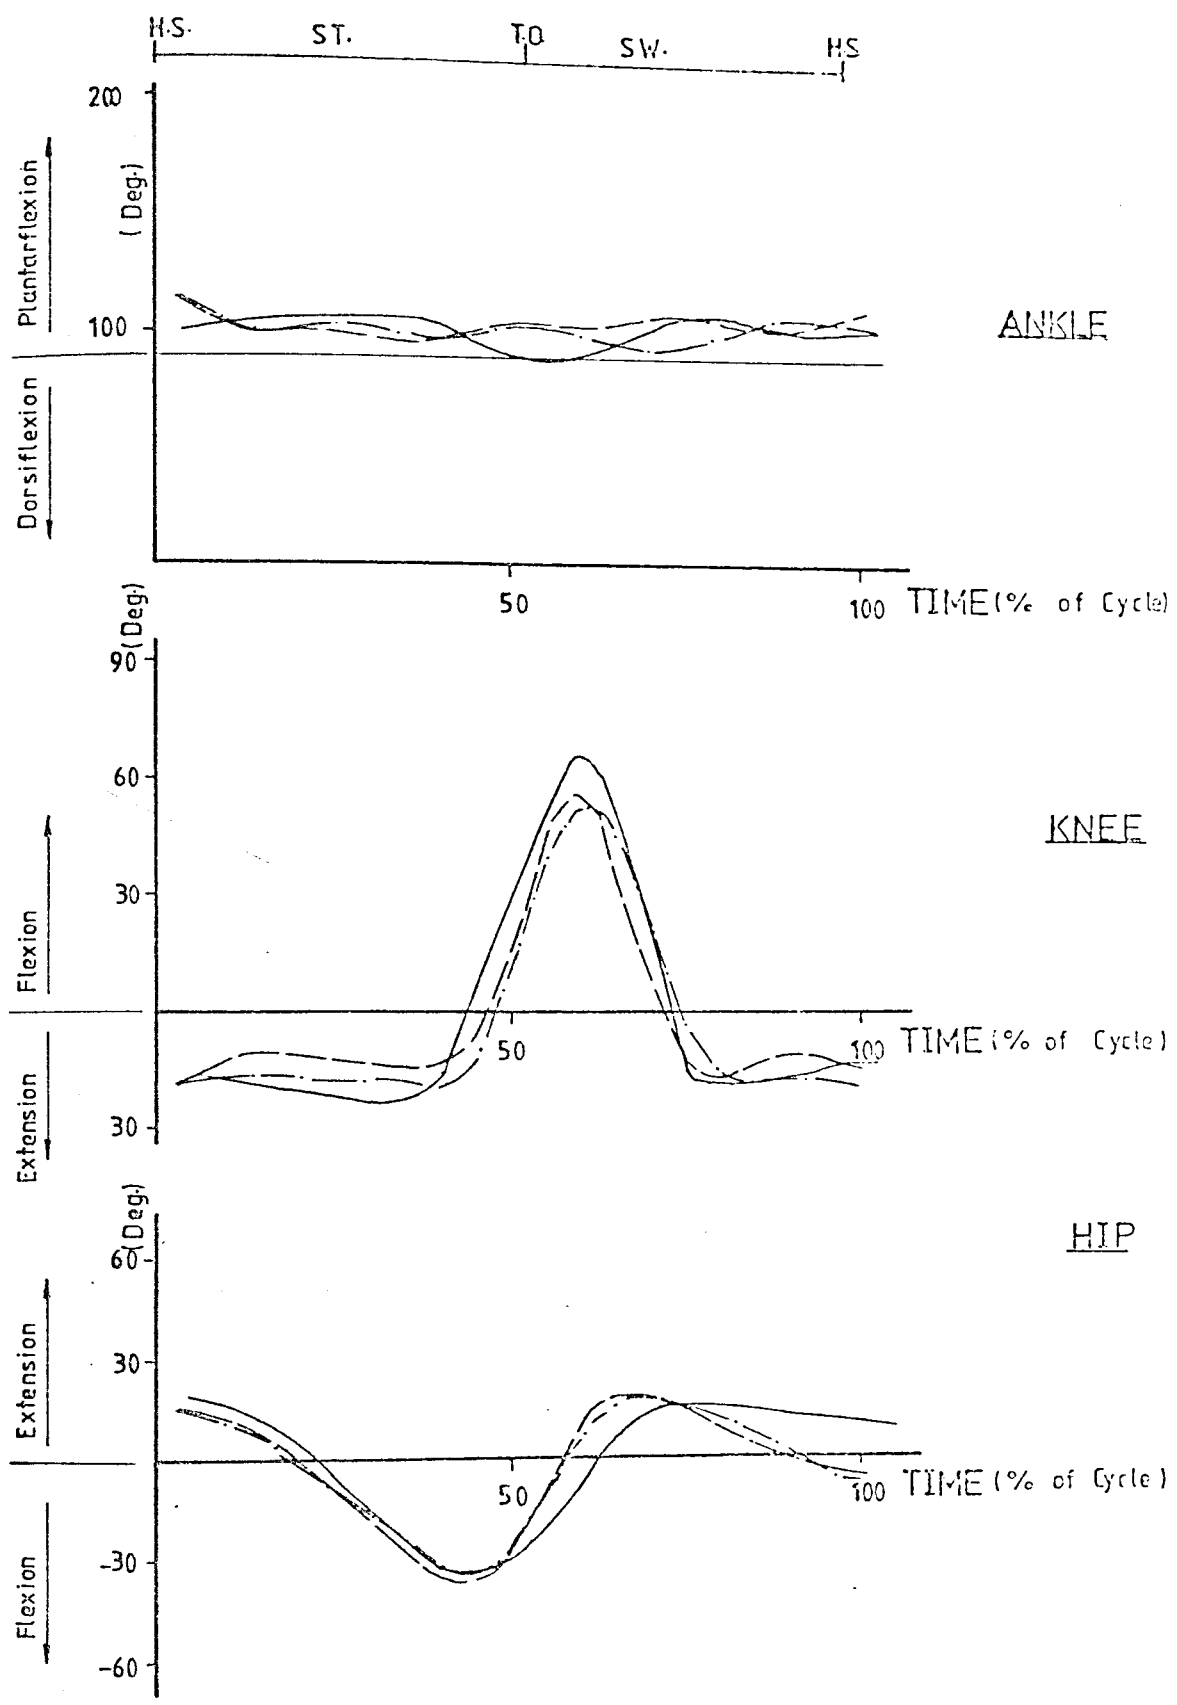 H.S. ST. T.O SW. HS
200
Plantarflexion
(Deg.)
100
ANKLE
Dorsiflexion
50 100 TIME (% of Cycle)
(Deg.)
90
60
KNEE
30
Flexion
50 100 TIME (% of Cycle)
Extension
30
(Deg.)
HIP
60
30
Extension
50 100 TIME (% of Cycle)
-30
Flexion
-60